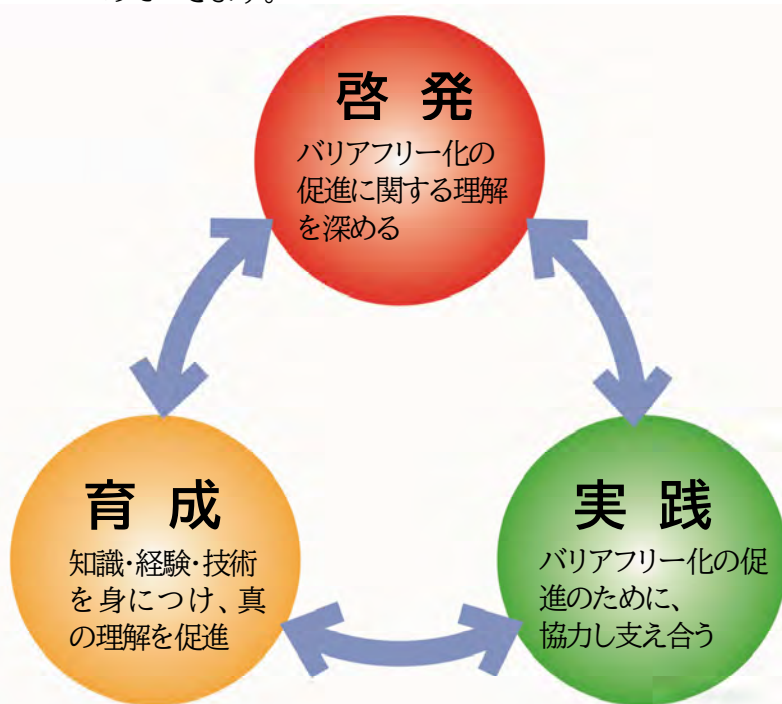 啓 発
バリアフリー化の
促進に関する理解
を深める
育 成
知識・経験・技術
を身につけ、真
の理解を促進
実 践
バリアフリー化の促
進のために、
協力し支え合う